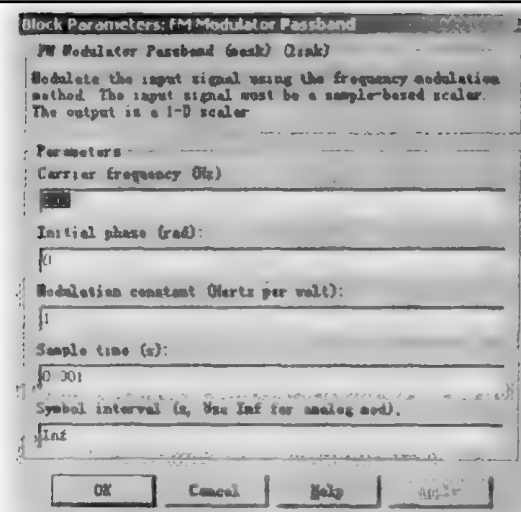 Block Parameters: FM Modulator Passband
FM Modulator Passband (mask) (link)
Modulate the input signal using the frequency modulation
method. The input signal must be a sample-based scalar.
The output is a 1-D scalar
Parameters
Carrier frequency (Hz)
Initial phase (rad):
0
Modulation constant (Hertz per volt):
1
Sample time (s):
Symbol interval (s, Use Inf for analog mod).
Inf
OK
Cancel
Help
Apply